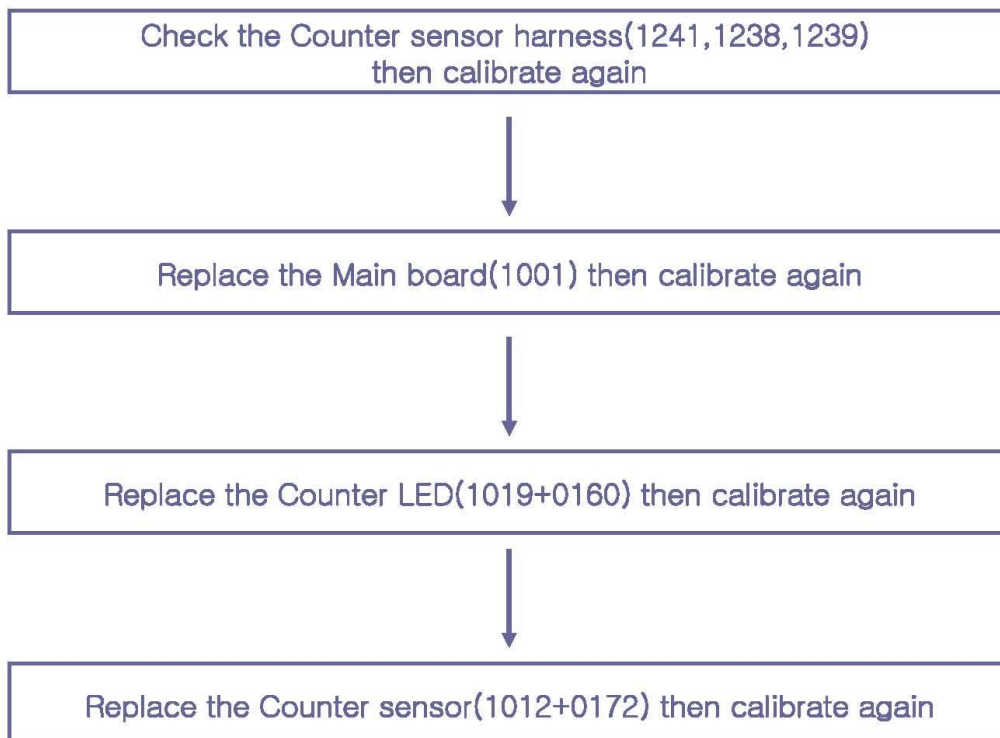 Check the Counter sensor harness(1241,1238,1239)
then calibrate again
Replace the Main board(1001) then calibrate again
Replace the Counter LED(1019+0160) then calibrate again
Replace the Counter sensor(1012+0172) then calibrate again